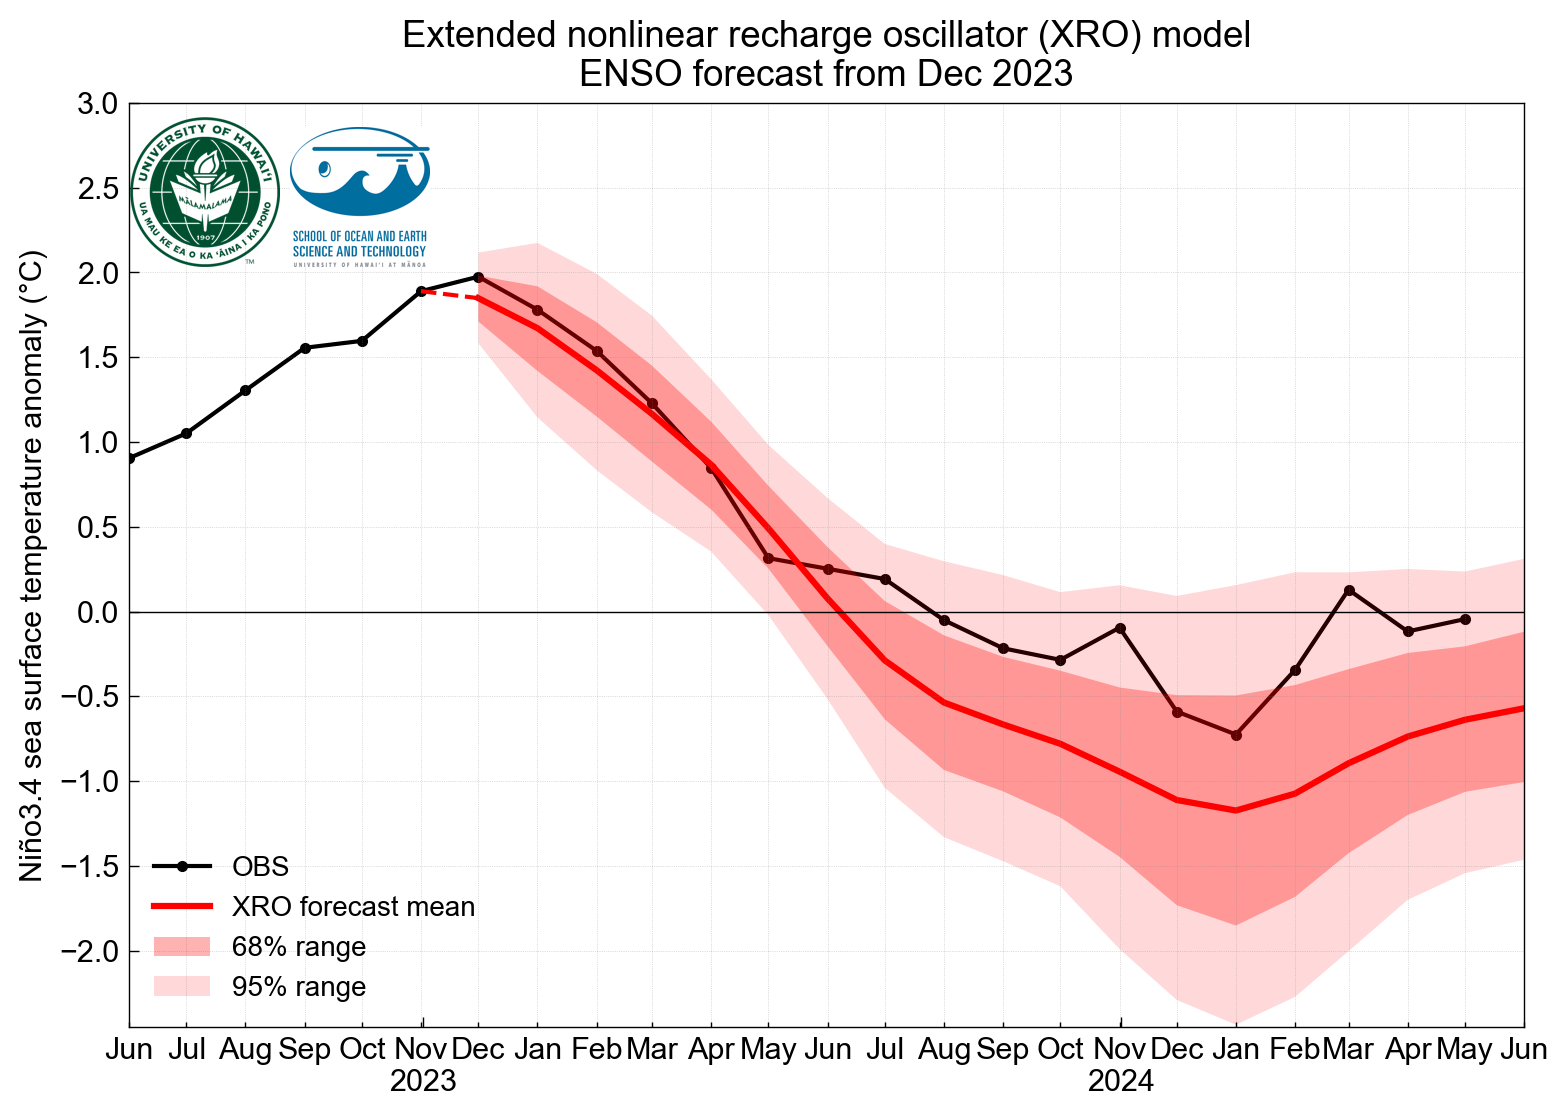 Extended nonlinear recharge oscillator (XRO) model
ENSO forecast from Dec 2023
Niño3.4 sea surface temperature anomaly (°C)
3.0
2.5
2.0
1.5
1.0
0.5
0.0
−0.5
−1.0
−1.5
−2.0
UNIVERSITY OF HAWAIʻI
MĀLAMALAMA
1907
UA MAU KE EA O KA ʻĀINA I KA PONO
TM
SCHOOL OF OCEAN AND EARTH
SCIENCE AND TECHNOLOGY
UNIVERSITY OF HAWAIʻI AT MĀNOA
OBS
XRO forecast mean
68% range
95% range
Jun Jul Aug Sep Oct Nov Dec Jan Feb Mar Apr May Jun Jul Aug Sep Oct Nov Dec Jan Feb Mar Apr May Jun
2023 2024